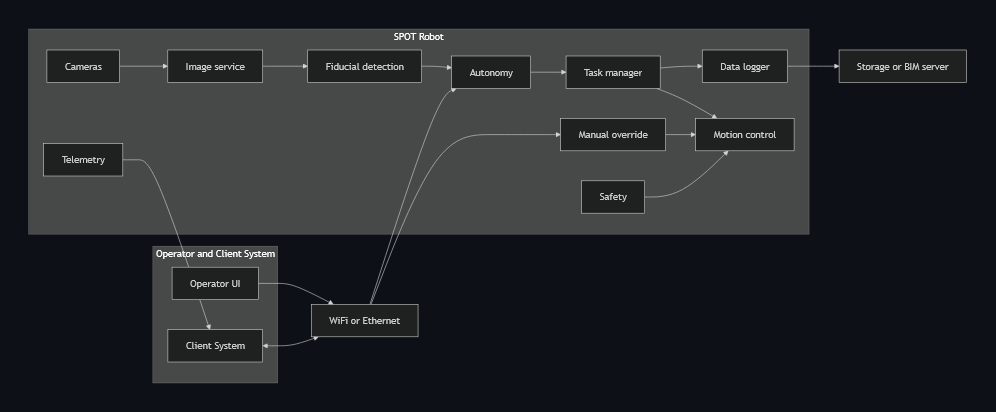 SPOT Robot
Cameras
Image service
Fiducial detection
Autonomy
Task manager
Data logger
Storage or BIM server
Manual override
Motion control
Telemetry
Safety
Operator and Client System
Operator UI
WiFi or Ethernet
Client System